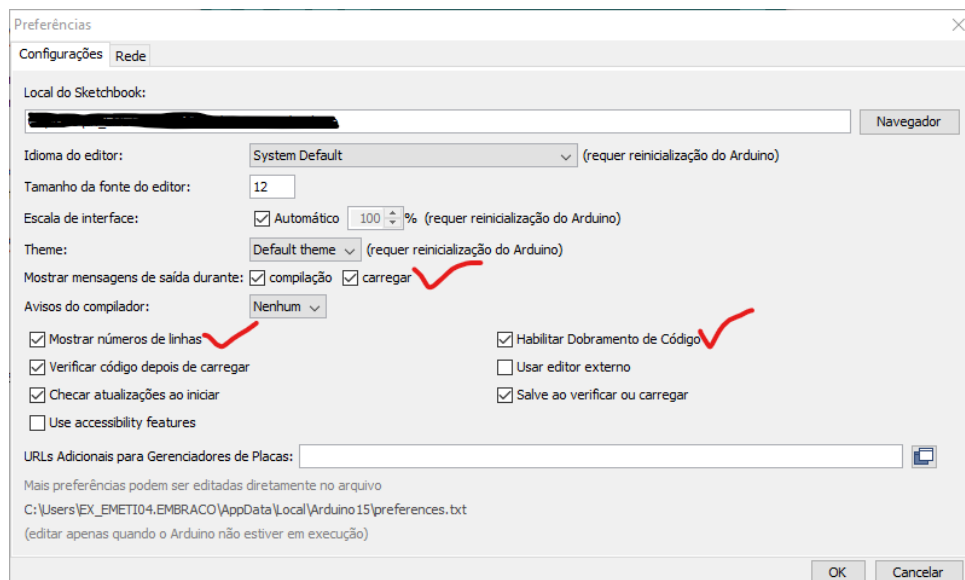 Preferências
Configurações Rede
Local do Sketchbook:
Navegador
Idioma do editor: System Default (requer reinicialização do Arduino)
Tamanho da fonte do editor: 12
Escala de interface: Automático 100 % (requer reinicialização do Arduino)
Theme: Default theme (requer reinicialização do Arduino)
Mostrar mensagens de saída durante: compilação carregar
Avisos do compilador: Nenhum
Mostrar números de linhas Habilitar Dobramento de Código
Verificar código depois de carregar Usar editor externo
Checar atualizações ao iniciar Salve ao verificar ou carregar
Use accessibility features
URLs Adicionais para Gerenciadores de Placas:
Mais preferências podem ser editadas diretamente no arquivo
C:\Users\EX_EMETI04.EMBRACO\AppData\Local\Arduino15\preferences.txt
(editar apenas quando o Arduino não estiver em execução)
OK Cancelar